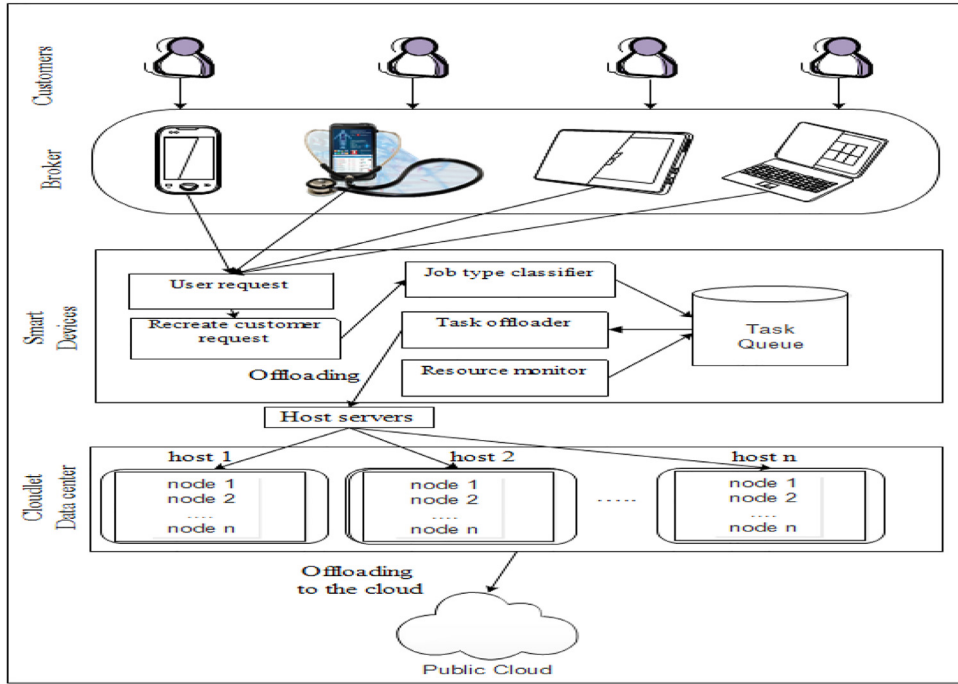 Customers
Broker
Smart
Devices
User request
Recreate customer
request
Job type classifier
Task offloader
Resource monitor
Task
Queue
Offloading
Host servers
Cloudlet
Data center
host 1
node 1
node 2
....
node n
host 2
node 1
node 2
....
node n
.....
host n
node 1
node 2
....
node n
Offloading
to the cloud
Public Cloud